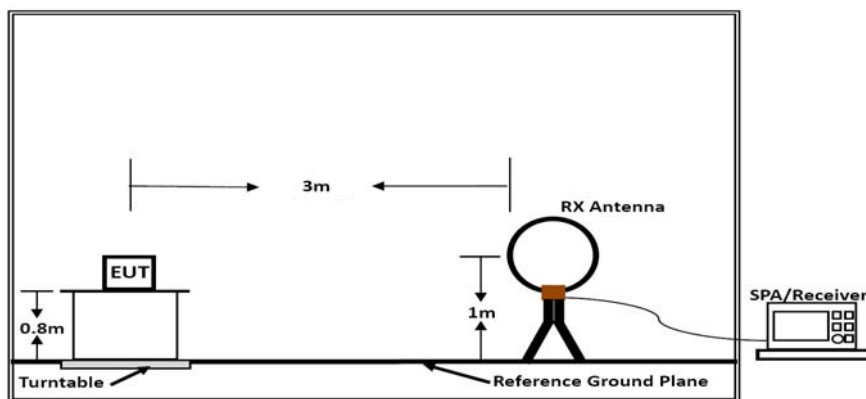 3m
RX Antenna
EUT
SPA/Receiver
0.8m
1m
Turntable
Reference Ground Plane